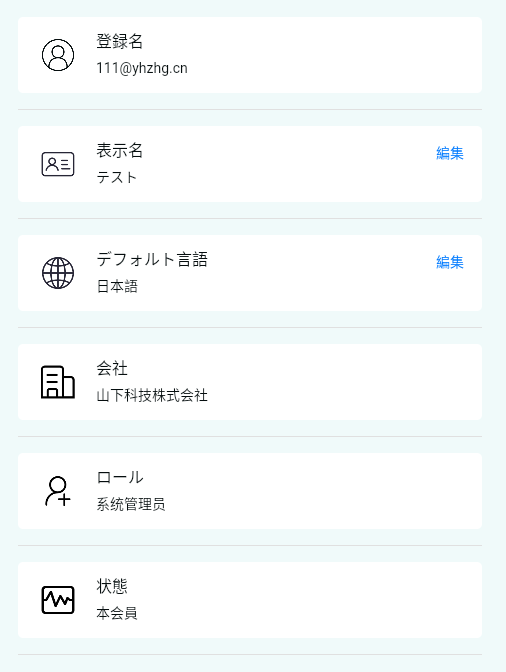 登録名
111@yhzhg.cn
表示名
編集
テスト
デフォルト言語
編集
日本語
会社
山下科技株式会社
ロール
系统管理员
状態
本会員